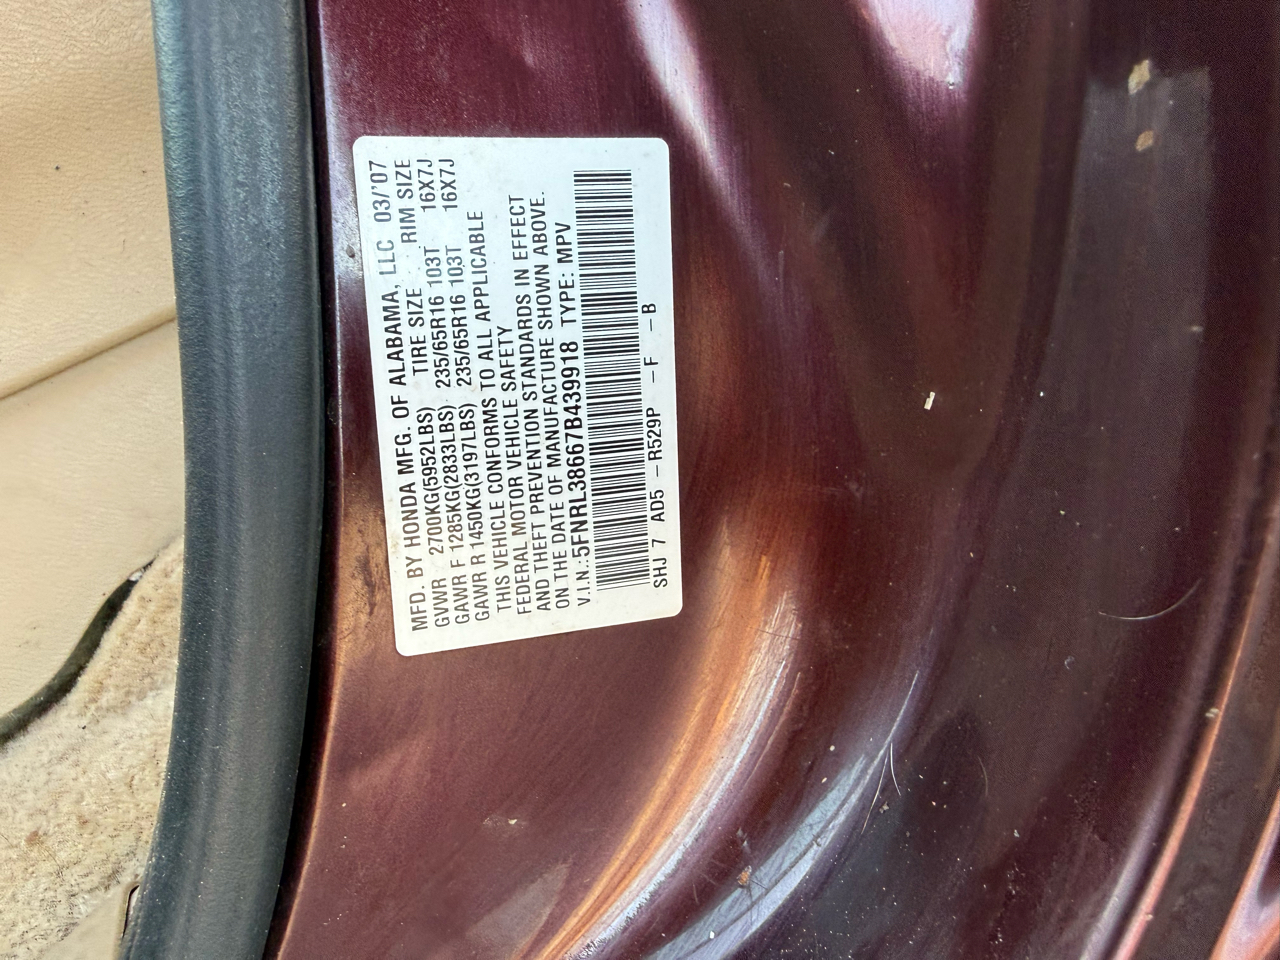 MFD. BY HONDA MFG. OF ALABAMA, LLC 03/'07
GVWR 2700KG(5952LBS) TIRE SIZE RIM SIZE
GAWR F 1285KG(2833LBS) 235/65R16 103T 16X7J
GAWR R 1450KG(3197LBS) 235/65R16 103T 16X7J
THIS VEHICLE CONFORMS TO ALL APPLICABLE
FEDERAL MOTOR VEHICLE SAFETY
AND THEFT PREVENTION STANDARDS IN EFFECT
ON THE DATE OF MANUFACTURE SHOWN ABOVE.
V.I.N.:5FNRL38667B439918 TYPE: MPV
SHJ 7 AD5 -R529P -F -B